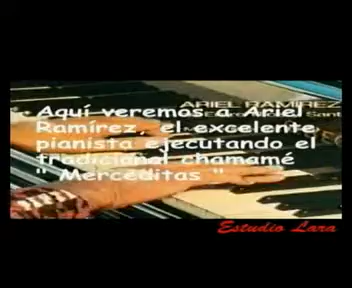 Aquí veremos a Ariel
Ramírez, el excelente
pianista ejecutando el
tradicional chamamé
" Merceditas "
ARIEL RAMIREZ
Estudio Lara